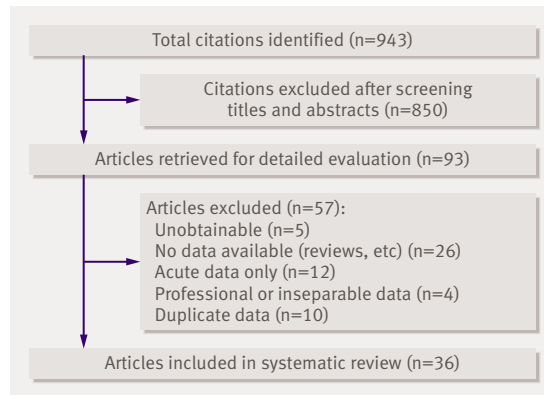 Total citations identified (n=943)
Citations excluded after screening
titles and abstracts (n=850)
Articles retrieved for detailed evaluation (n=93)
Articles excluded (n=57):
Unobtainable (n=5)
No data available (reviews, etc) (n=26)
Acute data only (n=12)
Professional or inseparable data (n=4)
Duplicate data (n=10)
Articles included in systematic review (n=36)